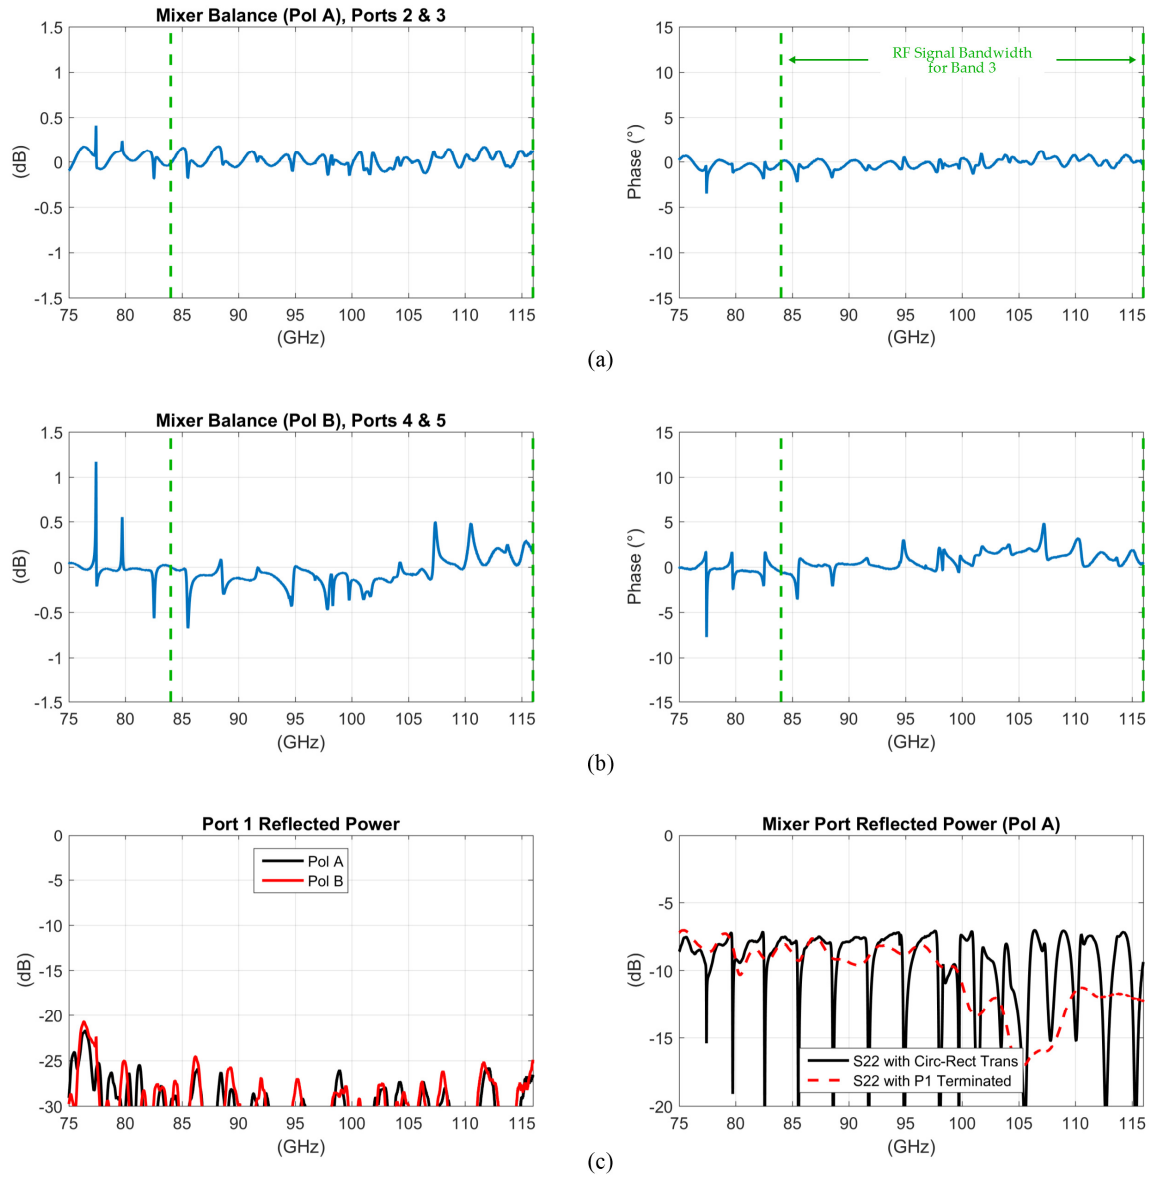 Mixer Balance (Pol A), Ports 2 & 3
1.5
1
0.5
0
-0.5
-1
-1.5
(dB)
75 80 85 90 95 100 105 110 115
(GHz)
15
10
5
0
-5
-10
-15
Phase (°)
RF Signal Bandwidth
for Band 3
75 80 85 90 95 100 105 110 115
(GHz)
(a)
Mixer Balance (Pol B), Ports 4 & 5
1.5
1
0.5
0
-0.5
-1
-1.5
(dB)
75 80 85 90 95 100 105 110 115
(GHz)
15
10
5
0
-5
-10
-15
Phase (°)
75 80 85 90 95 100 105 110 115
(GHz)
(b)
Port 1 Reflected Power
0
-5
-10
-15
-20
-25
-30
(dB)
Pol A
Pol B
75 80 85 90 95 100 105 110 115
(GHz)
Mixer Port Reflected Power (Pol A)
0
-5
-10
-15
-20
(dB)
S22 with Circ-Rect Trans
S22 with P1 Terminated
75 80 85 90 95 100 105 110 115
(GHz)
(c)